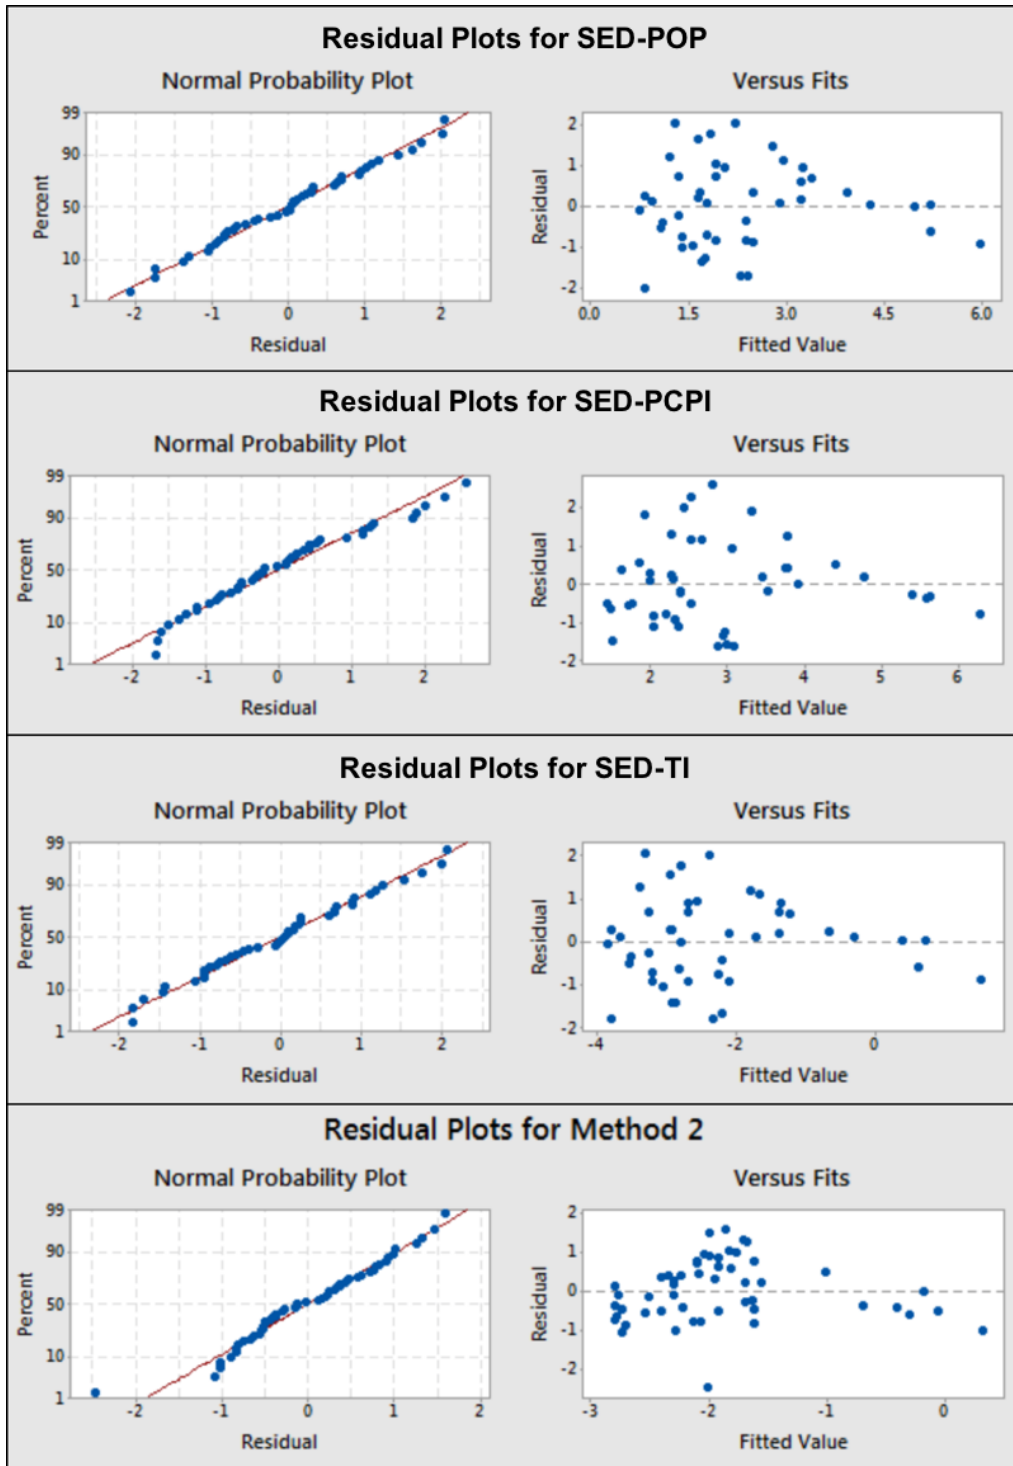 Residual Plots for SED-POP
Normal Probability Plot
Versus Fits
99
90
50
10
1
Percent
-2 -1 0 1 2
Residual
2
1
0
-1
-2
Residual
0.0 1.5 3.0 4.5 6.0
Fitted Value
Residual Plots for SED-PCPI
Normal Probability Plot
Versus Fits
99
90
50
10
1
Percent
-2 -1 0 1 2
Residual
2
1
0
-1
-2
Residual
2 3 4 5 6
Fitted Value
Residual Plots for SED-TI
Normal Probability Plot
Versus Fits
99
90
50
10
1
Percent
-2 -1 0 1 2
Residual
2
1
0
-1
-2
Residual
-4 -2 0
Fitted Value
Residual Plots for Method 2
Normal Probability Plot
Versus Fits
99
90
50
10
1
Percent
-2 -1 0 1 2
Residual
2
1
0
-1
-2
Residual
-3 -2 -1 0
Fitted Value